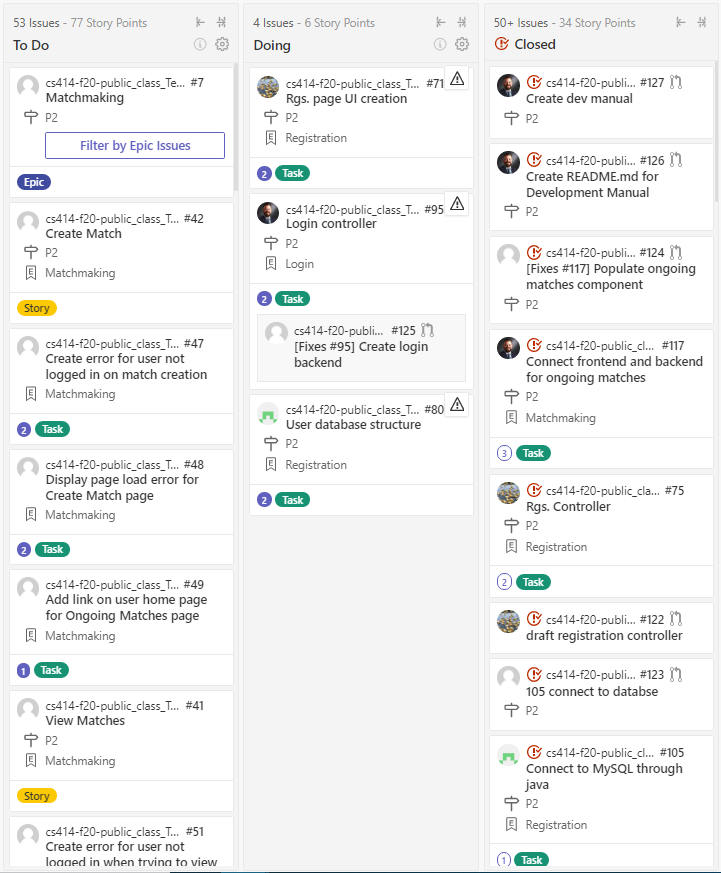 53 Issues - 77 Story Points
To Do
cs414-f20-public_class_Te... #7
Matchmaking
P2
Filter by Epic Issues
Epic
cs414-f20-public_class_T... #42
Create Match
P2
Matchmaking
Story
cs414-f20-public_class_T... #47
Create error for user not
logged in on match creation
Matchmaking
2 Task
cs414-f20-public_class_T... #48
Display page load error for
Create Match page
Matchmaking
2 Task
cs414-f20-public_class_T... #49
Add link on user home page
for Ongoing Matches page
Matchmaking
1 Task
cs414-f20-public_class_T... #41
View Matches
P2
Matchmaking
Story
cs414-f20-public_class_T... #51
Create error for user not
logged in when trying to view
4 Issues - 6 Story Points
Doing
cs414-f20-public_class_T... #71
Rgs. page UI creation
P2
Registration
2 Task
cs414-f20-public_class_T... #95
Login controller
P2
Login
2 Task
cs414-f20-publi... #125
[Fixes #95] Create login
backend
cs414-f20-public_class_T... #80
User database structure
P2
Registration
2 Task
50+ Issues - 34 Story Points
Closed
cs414-f20-publi... #127
Create dev manual
P2
cs414-f20-publi... #126
Create README.md for
Development Manual
P2
cs414-f20-publi... #124
[Fixes #117] Populate ongoing
matches component
P2
cs414-f20-public_cl... #117
Connect frontend and backend
for ongoing matches
P2
Matchmaking
3 Task
cs414-f20-public_cla... #75
Rgs. Controller
P2
Registration
2 Task
cs414-f20-publi... #122
draft registration controller
cs414-f20-publi... #123
105 connect to databse
P2
cs414-f20-public_cl... #105
Connect to MySQL through
java
P2
Registration
1 Task